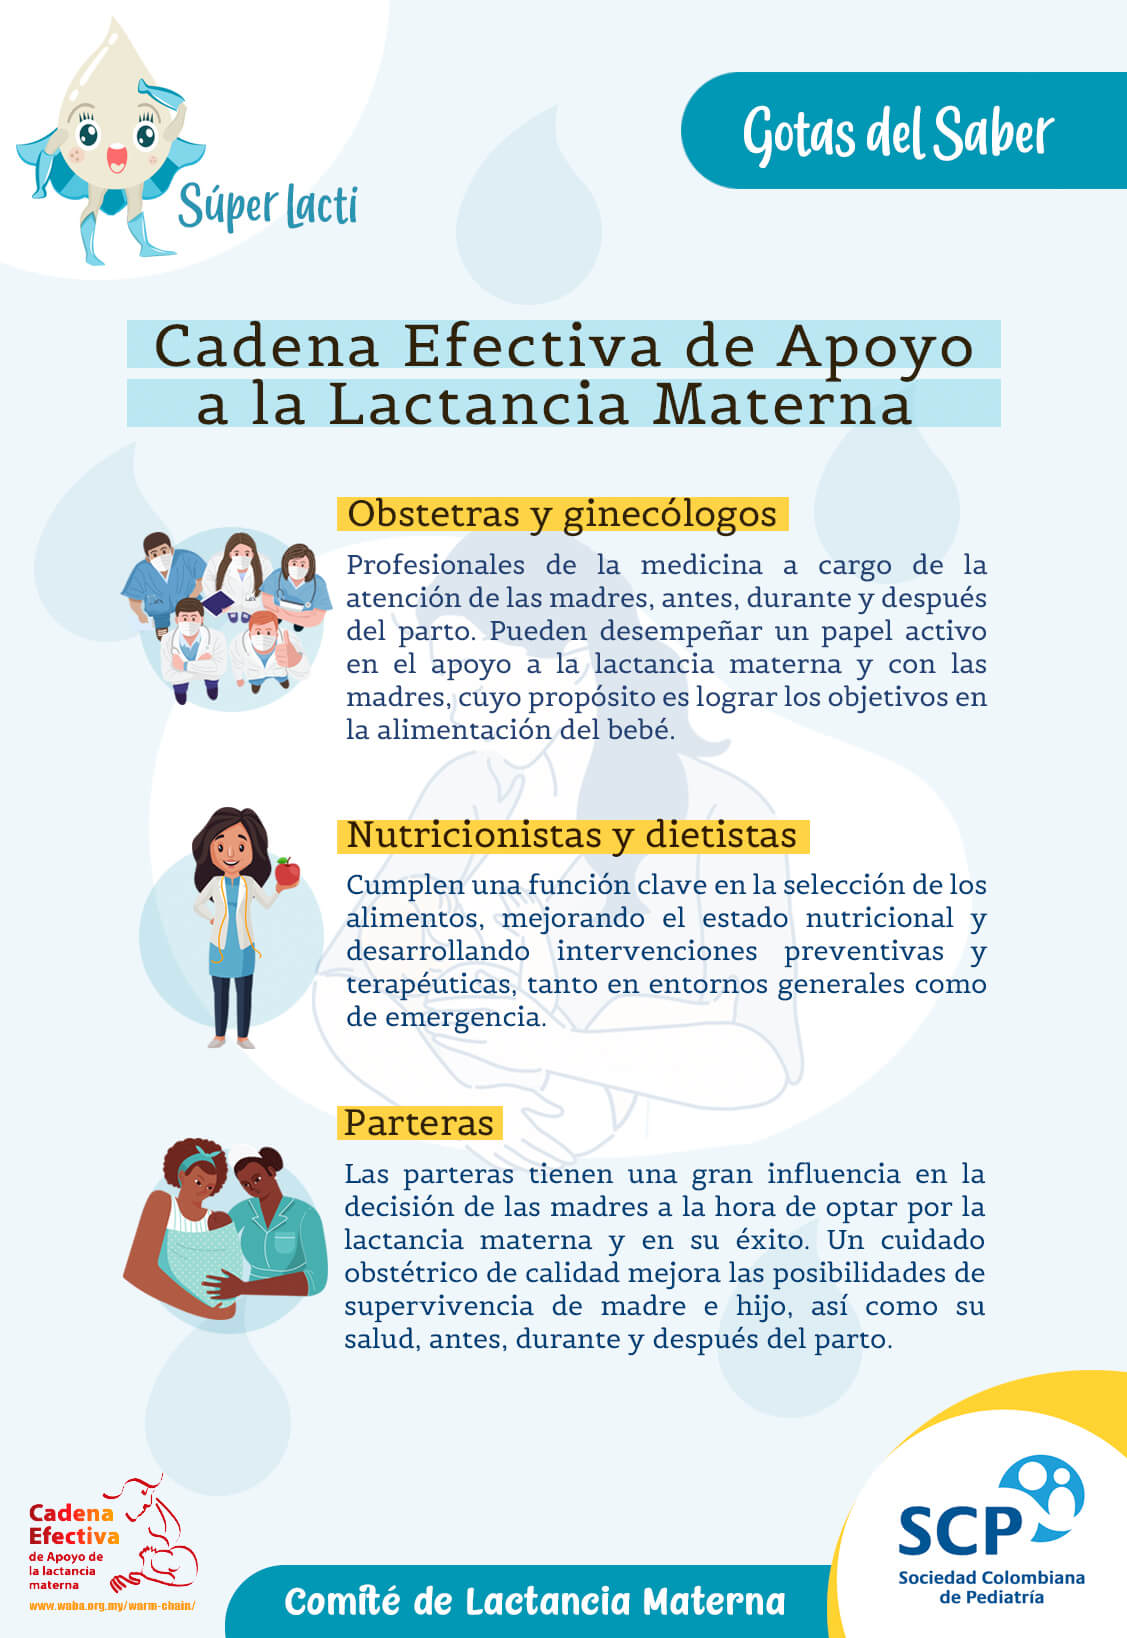 Súper Lacti
Gotas del Saber
Cadena Efectiva de Apoyo
a la Lactancia Materna
Obstetras y ginecólogos
Profesionales de la medicina a cargo de la
atención de las madres, antes, durante y después
del parto. Pueden desempeñar un papel activo
en el apoyo a la lactancia materna y con las
madres, cuyo propósito es lograr los objetivos en
la alimentación del bebé.
Nutricionistas y dietistas
Cumplen una función clave en la selección de los
alimentos, mejorando el estado nutricional y
desarrollando intervenciones preventivas y
terapéuticas, tanto en entornos generales como
de emergencia.
Parteras
Las parteras tienen una gran influencia en la
decisión de las madres a la hora de optar por la
lactancia materna y en su éxito. Un cuidado
obstétrico de calidad mejora las posibilidades de
supervivencia de madre e hijo, así como su
salud, antes, durante y después del parto.
Cadena
Efectiva
de Apoyo de
la lactancia
materna
www.waba.org.my/warm-chain/
Comité de Lactancia Materna
SCP
Sociedad Colombiana
de Pediatría